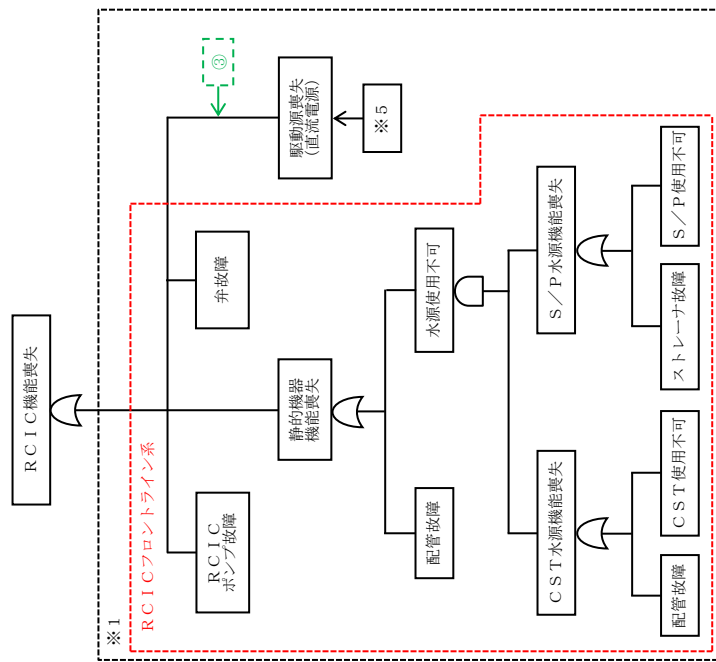 ＲＣＩＣ機能喪失
※１
ＲＣＩＣフロントライン系
③
ＲＣＩＣ
ポンプ故障
静的機器
機能喪失
弁故障
駆動源喪失
（直流電源）
※５
配管故障
水源使用不可
ＣＳＴ水源機能喪失
Ｓ／Ｐ水源機能喪失
配管故障
ＣＳＴ使用不可
ストレーナ故障
Ｓ／Ｐ使用不可